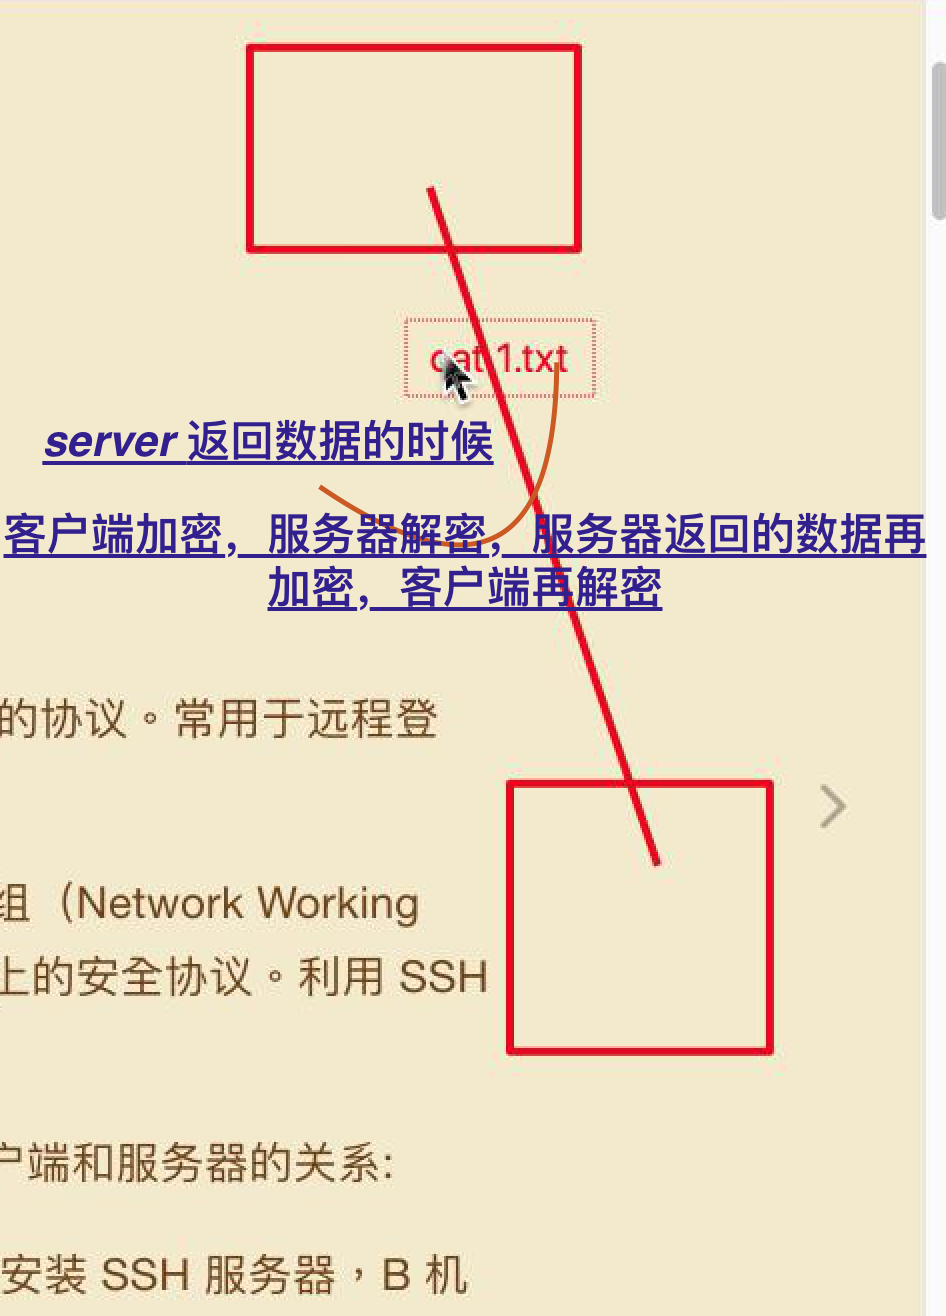 cat 1.txt
server 返回数据的时候
客户端加密，服务器解密，服务器返回的数据再
加密，客户端再解密
的协议。常用于远程登
组（Network Working
上的安全协议。利用 SSH
户端和服务器的关系:
安装 SSH 服务器，B 机